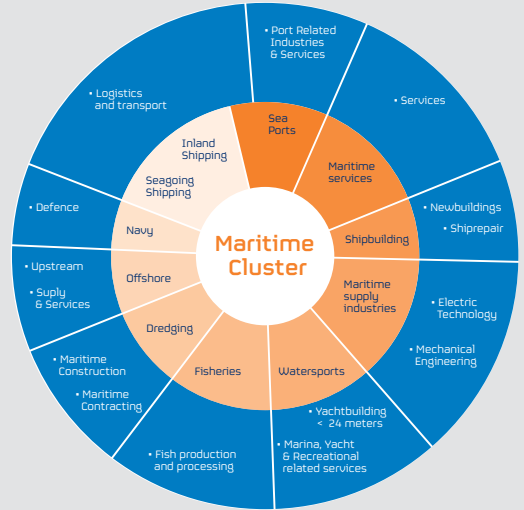 • Port Related
Industries
& Services
• Services
• Newbuildings
• Shiprepair
• Electric
Technology
• Mechanical
Engineering
• Yachtbuilding
< 24 meters
• Marina, Yacht
& Recreational
related services
• Fish production
and processing
• Maritime
Construction
• Maritime
Contracting
• Upstream
• Suply
& Services
• Defence
• Logistics
and transport
Sea
Ports
Maritime
services
Shipbuilding
Maritime
supply
industries
Watersports
Fisheries
Dredging
Offshore
Navy
Inland
Shipping
Seagoing
Shipping
Maritime
Cluster